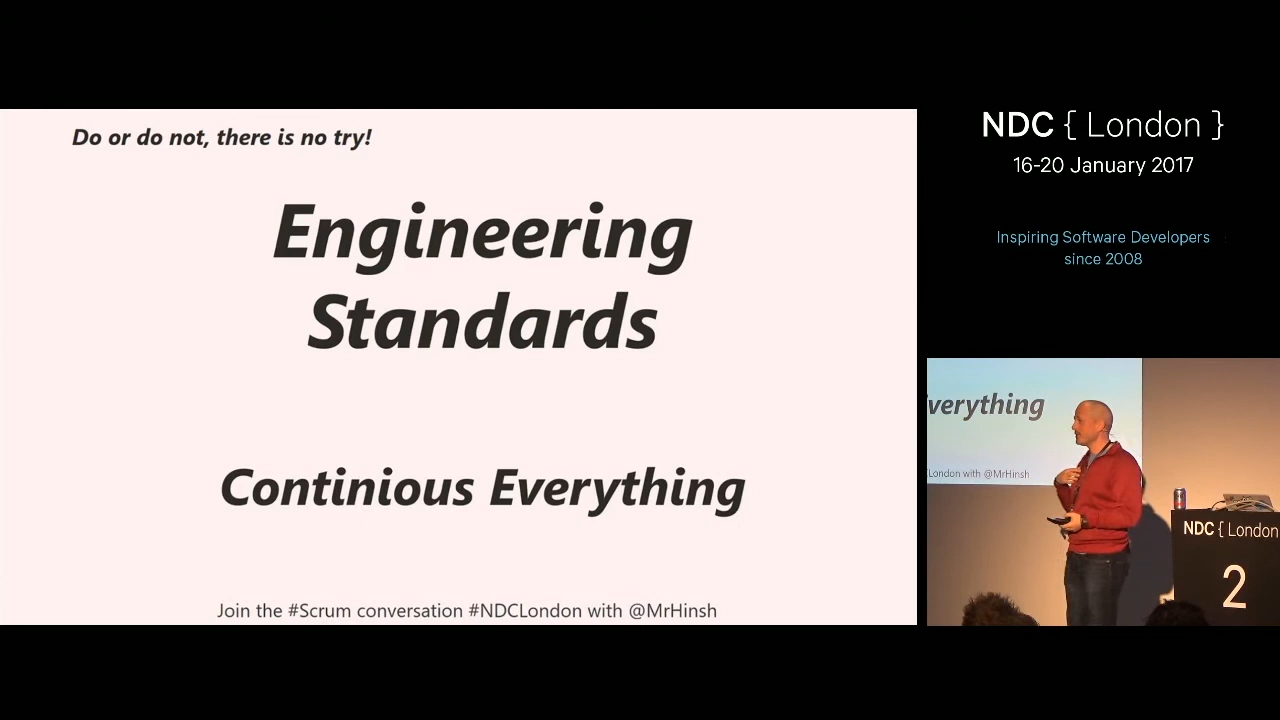 Do or do not, there is no try!
Engineering
Standards
Continious Everything
Join the #Scrum conversation #NDCLondon with @MrHinsh
NDC { London }
16-20 January 2017
Inspiring Software Developers
since 2008
verything
London with @MrHinsh
NDC { London
2